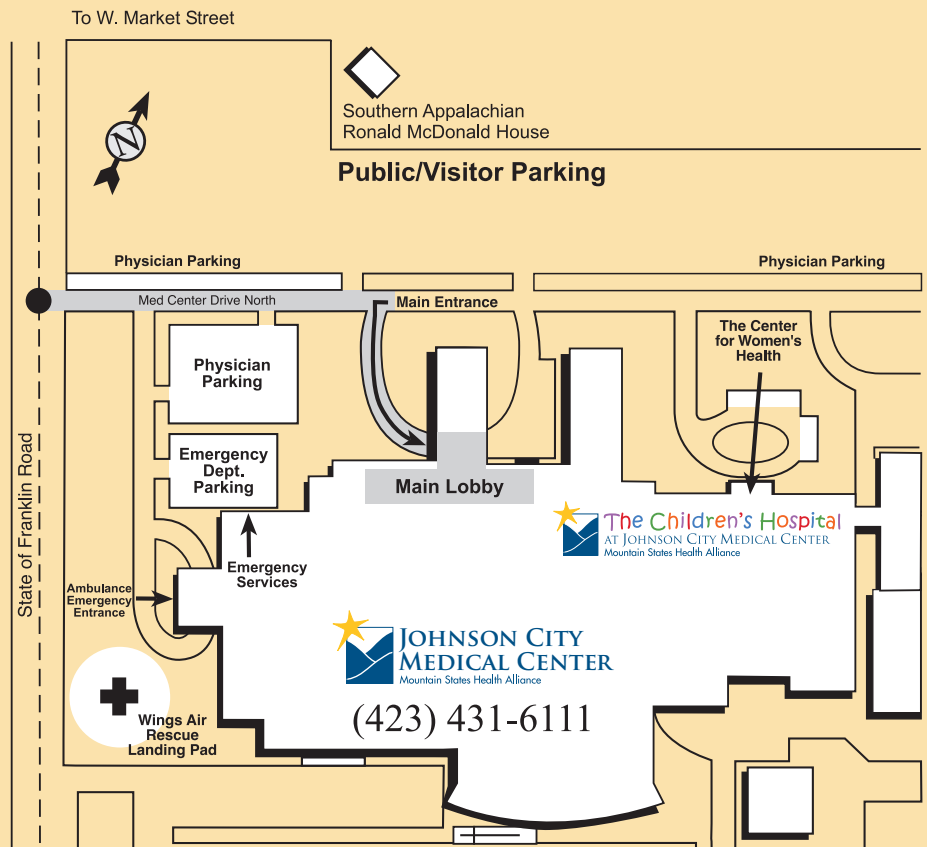 To W. Market Street
Southern Appalachian
Ronald McDonald House
N
Public/Visitor Parking
Physician Parking
Physician Parking
Med Center Drive North
Main Entrance
The Center
for Women's
Health
Physician
Parking
Emergency
Dept.
Parking
Main Lobby
State of Franklin Road
The Children's Hospital
AT JOHNSON CITY MEDICAL CENTER
Mountain States Health Alliance
Emergency
Services
Ambulance
Emergency
Entrance
JOHNSON CITY
MEDICAL CENTER
Mountain States Health Alliance
(423) 431-6111
Wings Air
Rescue
Landing Pad